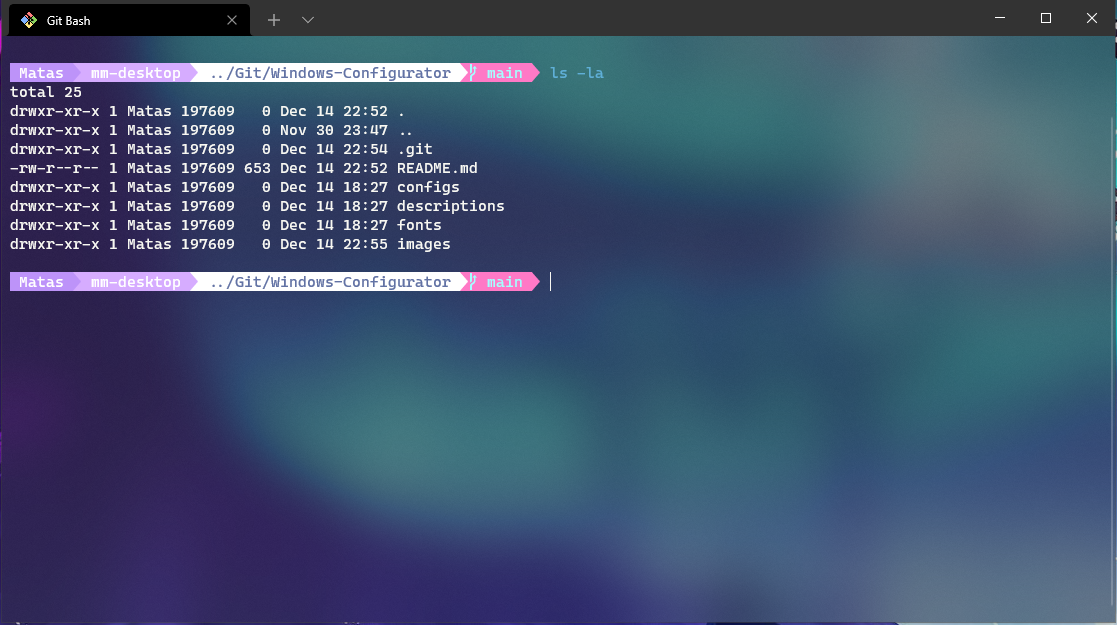 Git Bash
Matas mm-desktop ../Git/Windows-Configurator main ls -la
total 25
drwxr-xr-x 1 Matas 197609   0 Dec 14 22:52 .
drwxr-xr-x 1 Matas 197609   0 Nov 30 23:47 ..
drwxr-xr-x 1 Matas 197609   0 Dec 14 22:54 .git
-rw-r--r-- 1 Matas 197609 653 Dec 14 22:52 README.md
drwxr-xr-x 1 Matas 197609   0 Dec 14 18:27 configs
drwxr-xr-x 1 Matas 197609   0 Dec 14 18:27 descriptions
drwxr-xr-x 1 Matas 197609   0 Dec 14 18:27 fonts
drwxr-xr-x 1 Matas 197609   0 Dec 14 22:55 images
Matas mm-desktop ../Git/Windows-Configurator main